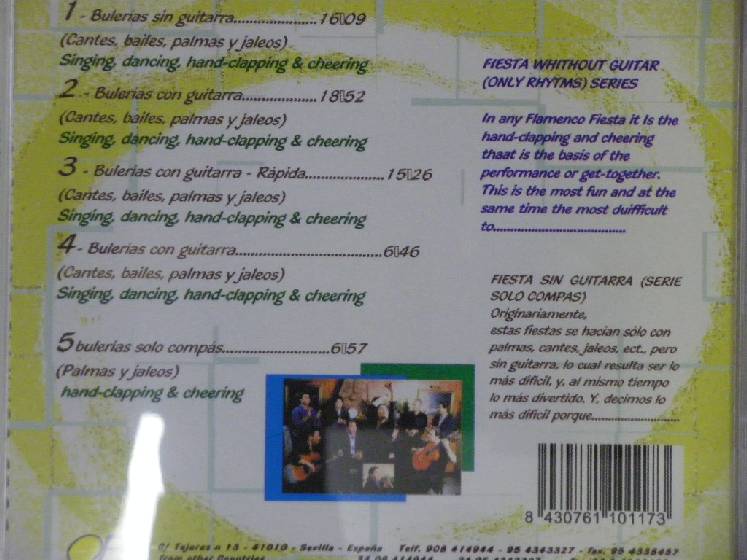 1 - Bulerias sin guitarra........................16▯09
(Cantes, bailes, palmas y jaleos)
Singing, dancing, hand-clapping & cheering
2 - Bulerias con guitarra.....................18▯52
(Cantes, bailes, palmas y jaleos)
Singing, dancing, hand-clapping & cheering
3 - Bulerias con guitarra - Ràpida......................15▯26
(Cantes, bailes, palmas y jaleos)
Singing, dancing, hand-clapping & cheering
4 - Bulerias con guitarra..........................................6▯46
(Cantes, bailes, palmas y jaleos)
Singing, dancing, hand-clapping & cheering
5 bulerias solo compás..............................6▯57
(Palmas y jaleos)
hand-clapping & cheering
FIESTA WHITHOUT GUITAR
(ONLY RHYTMS) SERIES
In any Flamenco Fiesta it Is the
hand-clapping and cheering
thaat is the basis of the
performance or get-together.
This is the most fun and at the
same time the most duifficult
to....................................
FIESTA SIN GUITARRA (SERIE
SOLO COMPAS)
Originariamente,
estas fiestas se hacian sólo con
palmas, cantes, jaleos, ect., pero
sin guitarra, lo cual resulta ser lo
más dificil, y, al mismo tiempo
lo más divertido. Y, decimos lo
más dificil porque........................
8 430761 101173
C/ Tejares n 13 - 41010 - Sevilla - España Telf. 908 414944 - 95 4343327 - fax. 95
from other Countries